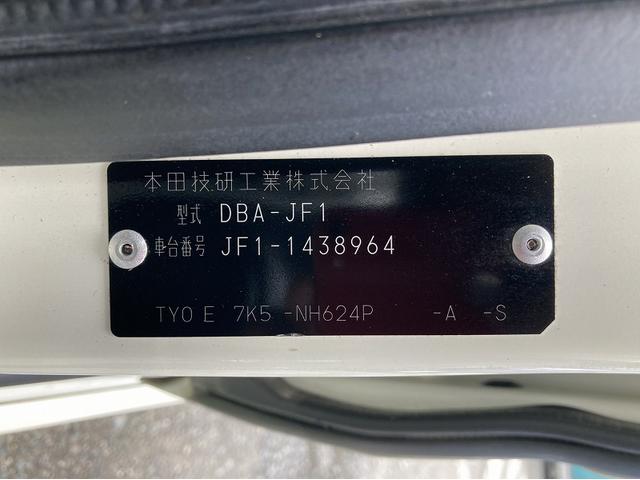 本田技研工業株式会社
型式 DBA-JF1
車台番号 JF1-1438964
TYO E 7K5 -NH624P -A -S